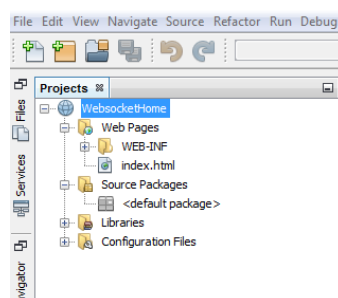 File Edit View Navigate Source Refactor Run Debug
Projects
Files
WebsocketHome
Web Pages
WEB-INF
index.html
Services
Source Packages
<default package>
Libraries
Configuration Files